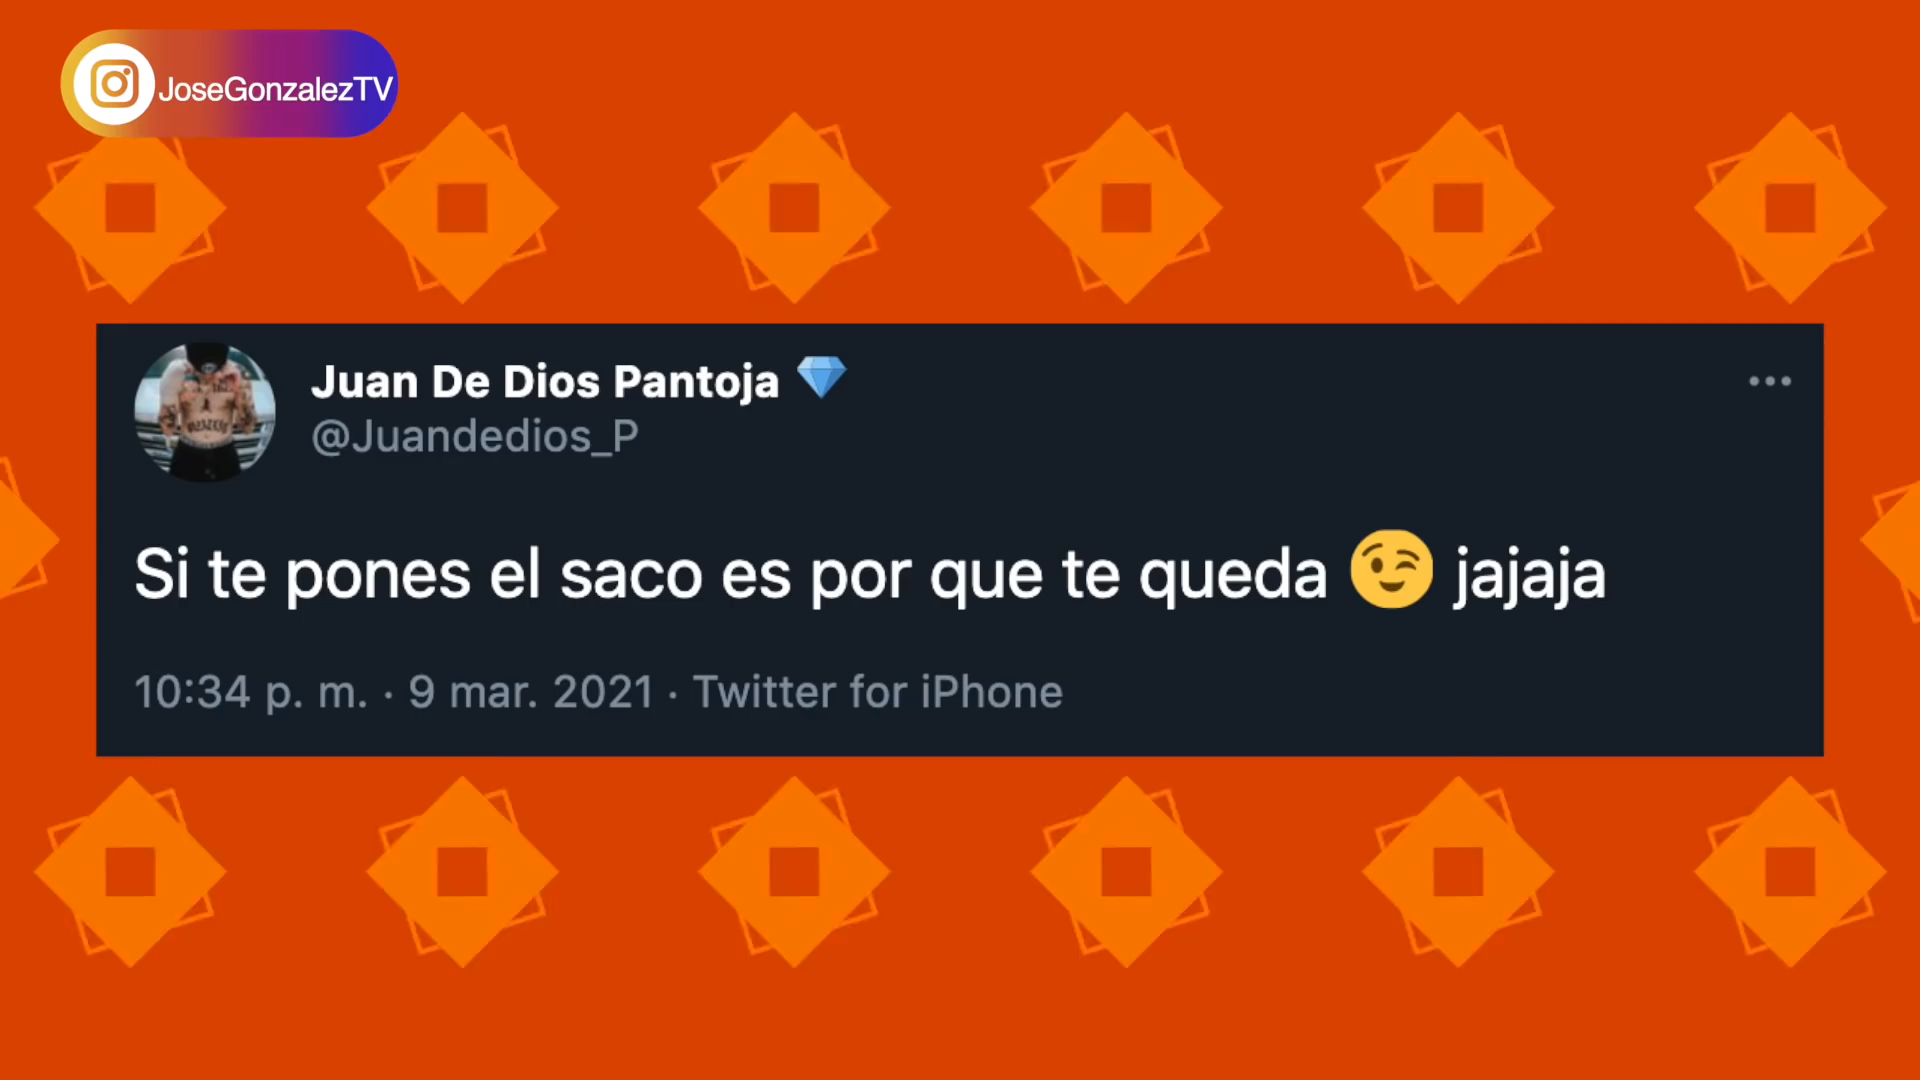 JoseGonzalezTV
Juan De Dios Pantoja 💎
@Juandedios_P
Si te pones el saco es por que te queda 😉 jajaja
10:34 p. m. · 9 mar. 2021 · Twitter for iPhone